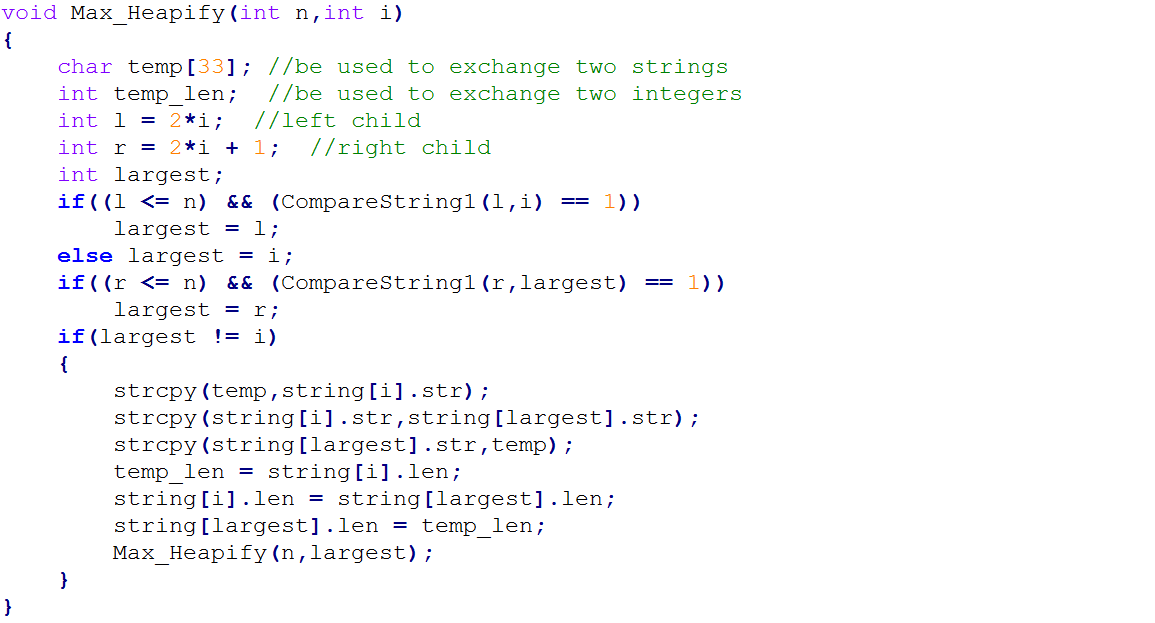 void Max_Heapify(int n,int i)
{
    char temp[33]; //be used to exchange two strings
    int temp_len;  //be used to exchange two integers
    int l = 2*i;  //left child
    int r = 2*i + 1;  //right child
    int largest;
    if((l <= n) && (CompareString1(l,i) == 1))
        largest = l;
    else largest = i;
    if((r <= n) && (CompareString1(r,largest) == 1))
        largest = r;
    if(largest != i)
    {
        strcpy(temp,string[i].str);
        strcpy(string[i].str,string[largest].str);
        strcpy(string[largest].str,temp);
        temp_len = string[i].len;
        string[i].len = string[largest].len;
        string[largest].len = temp_len;
        Max_Heapify(n,largest);
    }
}